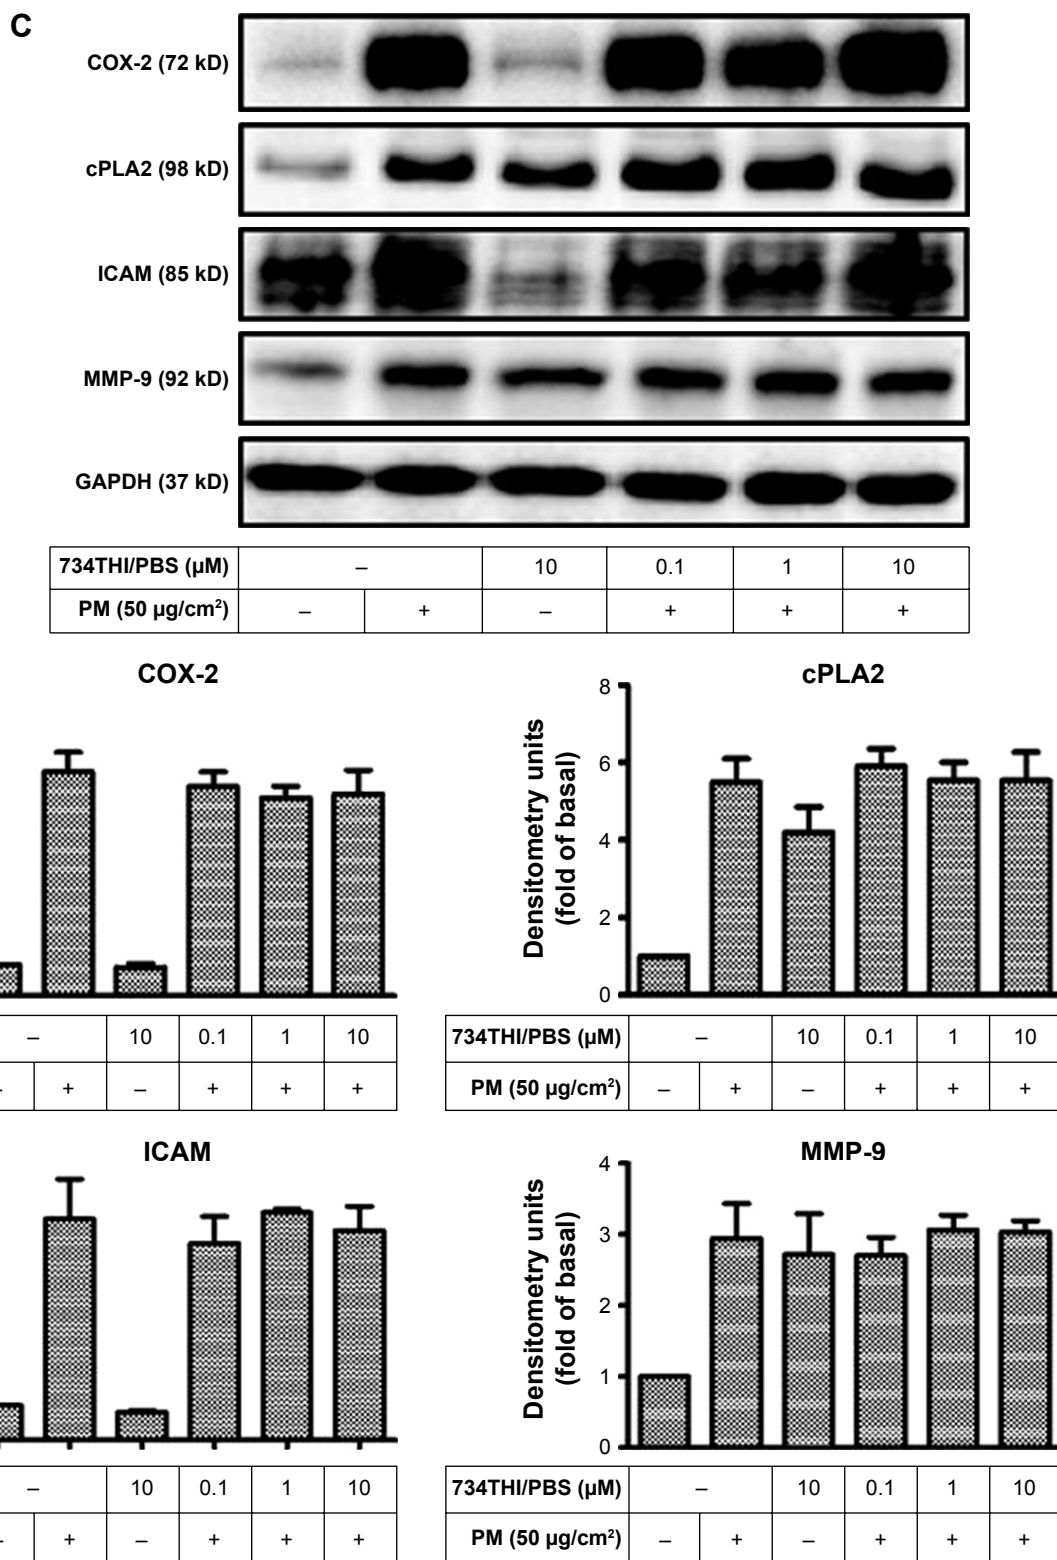 C
COX-2 (72 kD)
cPLA2 (98 kD)
ICAM (85 kD)
MMP-9 (92 kD)
GAPDH (37 kD)
734THI/PBS (µM) – 10 0.1 1 10
PM (50 µg/cm²) – + – + + +
COX-2
– 10 0.1 1 10
– + – + + +
cPLA2
Densitometry units
(fold of basal)
8
6
4
2
0
734THI/PBS (µM) – 10 0.1 1 10
PM (50 µg/cm²) – + – + + +
ICAM
– 10 0.1 1 10
– + – + + +
MMP-9
Densitometry units
(fold of basal)
4
3
2
1
0
734THI/PBS (µM) – 10 0.1 1 10
PM (50 µg/cm²) – + – + + +